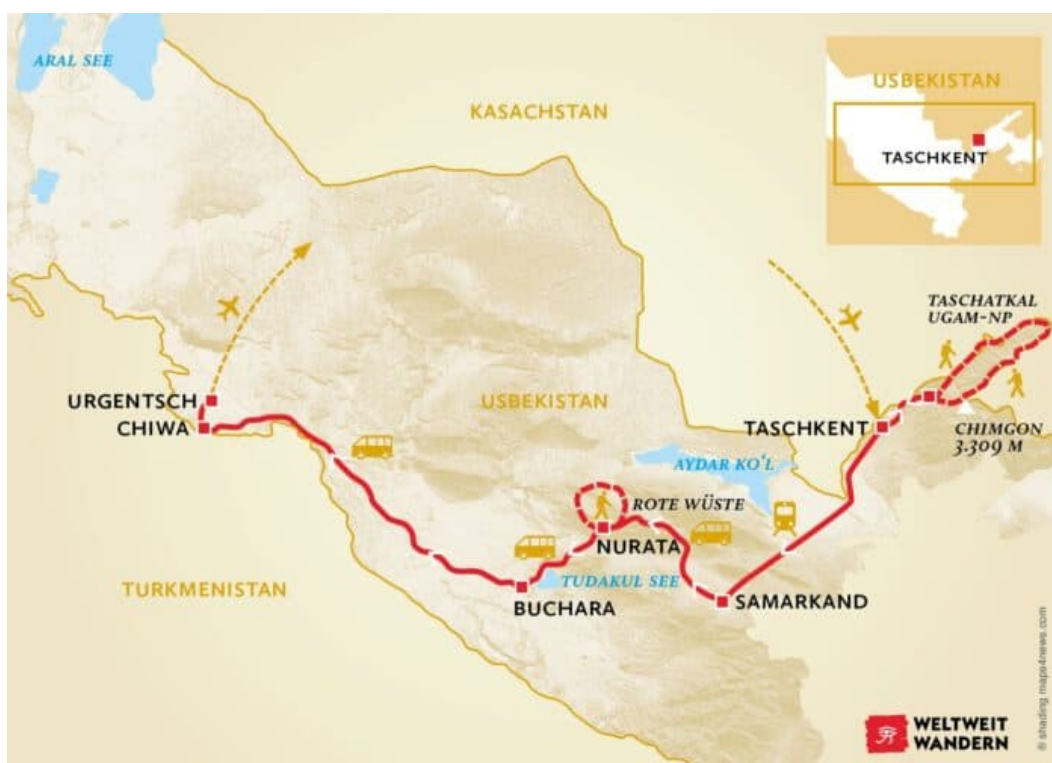 ARAL SEE
KASACHSTAN
USBEKISTAN
TASCHKENT
TASCHATKAL
UGAM-NP
URGENTSCH
CHIWA
USBEKISTAN
TASCHKENT
CHIMGON
3.309 M
AYDAR KO'L
ROTE WÜSTE
NURATA
TUDAKUL SEE
TURKMENISTAN
BUCHARA
SAMARKAND
WELTWEIT
WANDERN
© shading maps4news.com